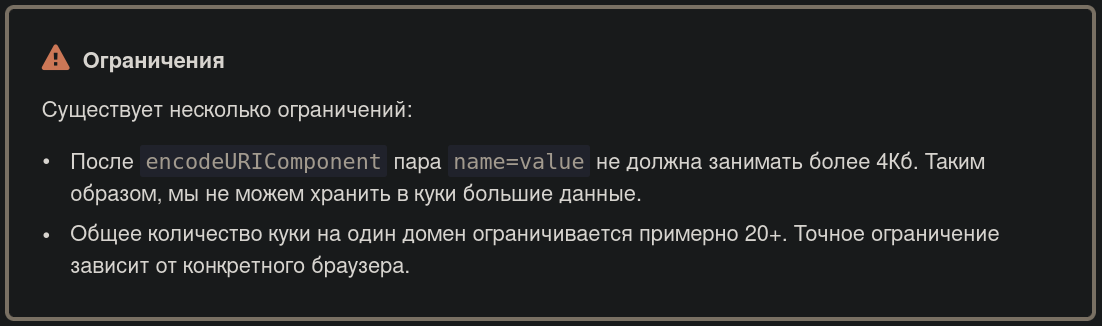 Ограничения
Существует несколько ограничений:
• После encodeURIComponent пара name=value не должна занимать более 4Кб. Таким
образом, мы не можем хранить в куки большие данные.
• Общее количество куки на один домен ограничивается примерно 20+. Точное ограничение
зависит от конкретного браузера.